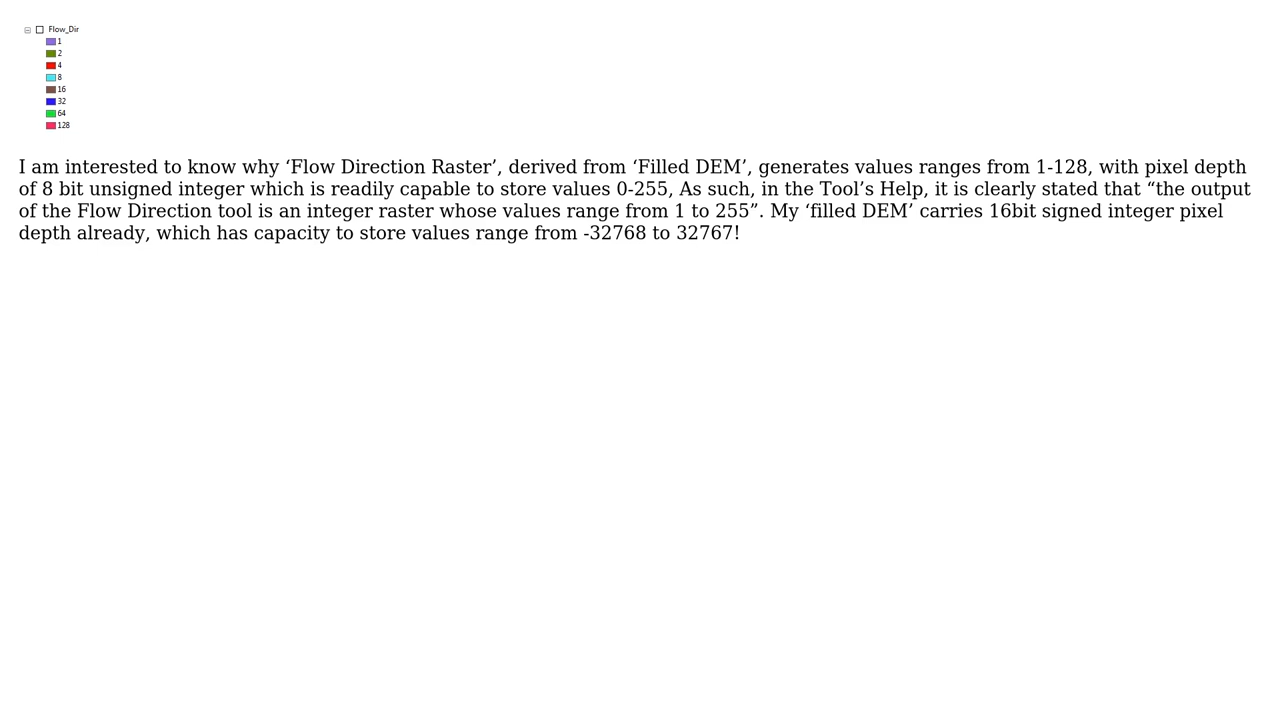 Flow_Dir
1
2
4
8
16
32
64
128
I am interested to know why ‘Flow Direction Raster’, derived from ‘Filled DEM’, generates values ranges from 1-128, with pixel depth
of 8 bit unsigned integer which is readily capable to store values 0-255, As such, in the Tool’s Help, it is clearly stated that “the output
of the Flow Direction tool is an integer raster whose values range from 1 to 255”. My ‘filled DEM’ carries 16bit signed integer pixel
depth already, which has capacity to store values range from -32768 to 32767!